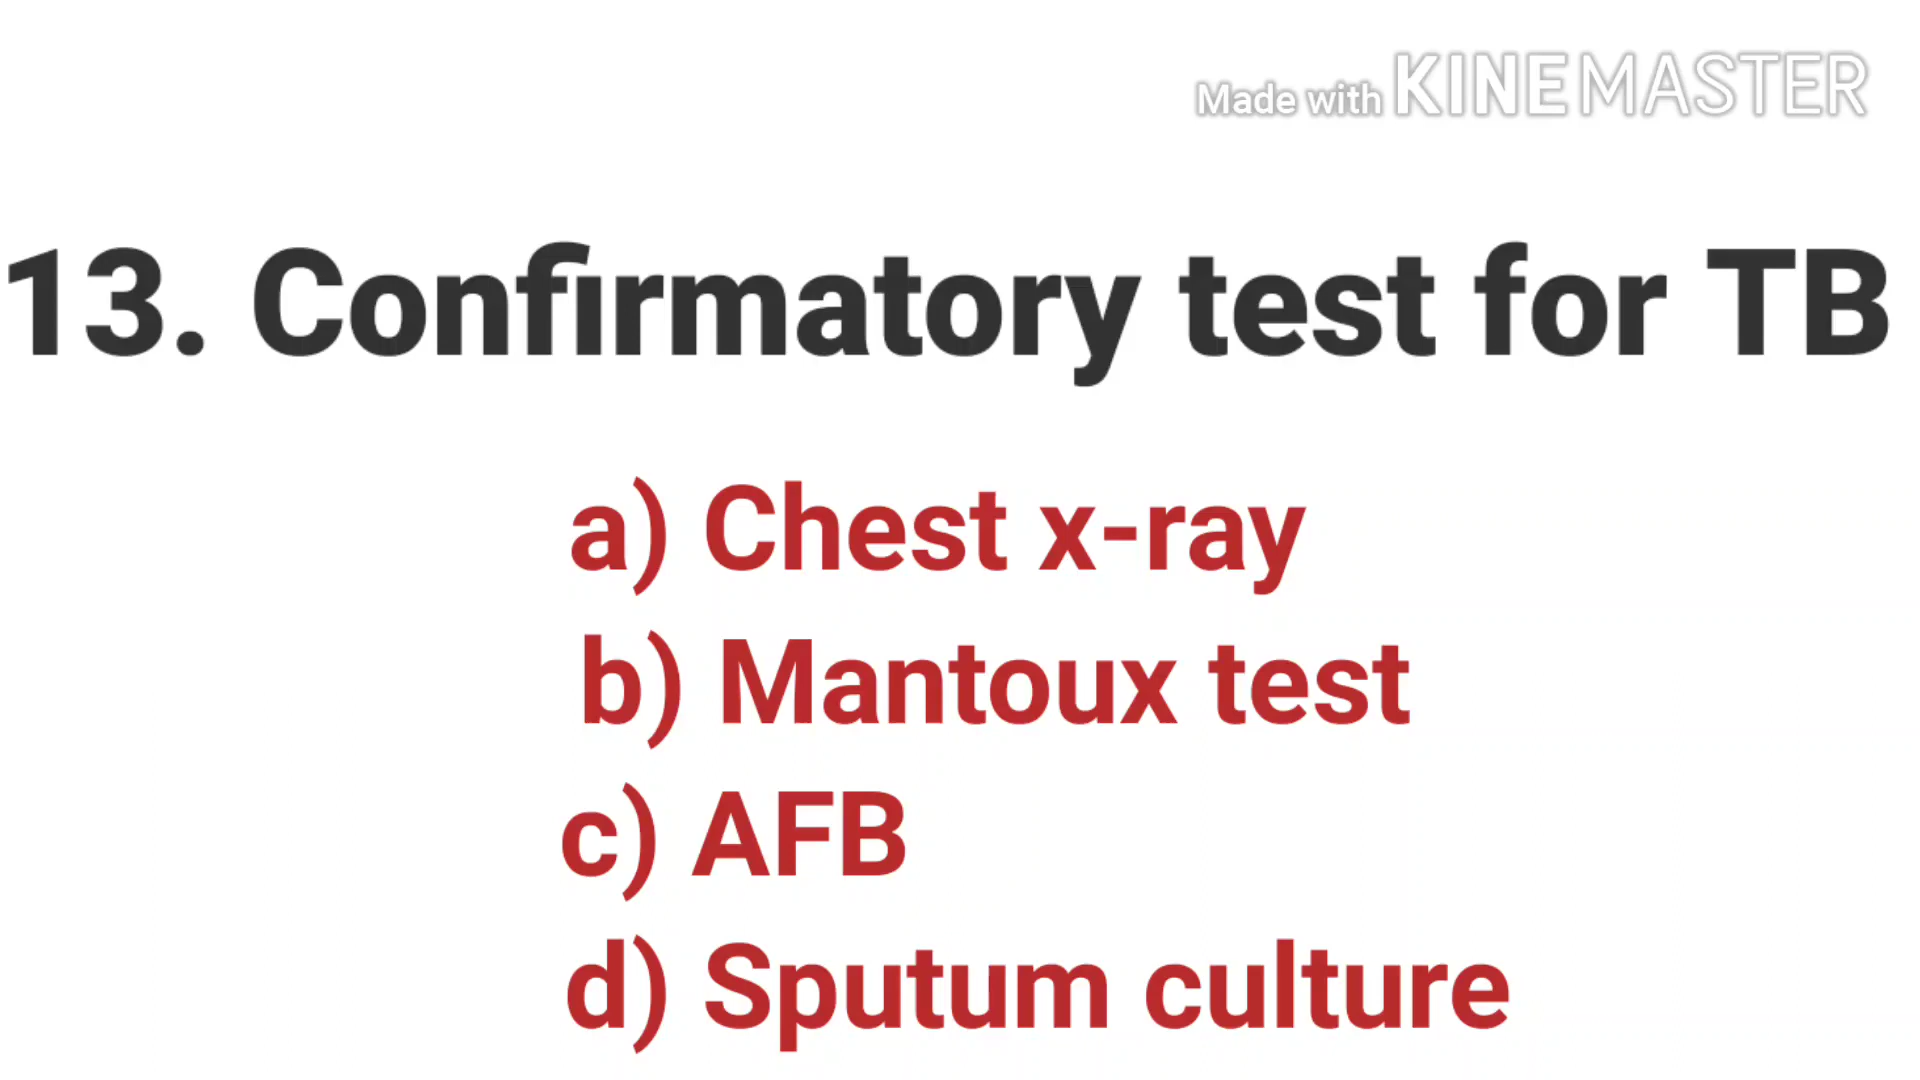 Made with KINEMASTER
13. Confirmatory test for TB
a) Chest x-ray
b) Mantoux test
c) AFB
d) Sputum culture